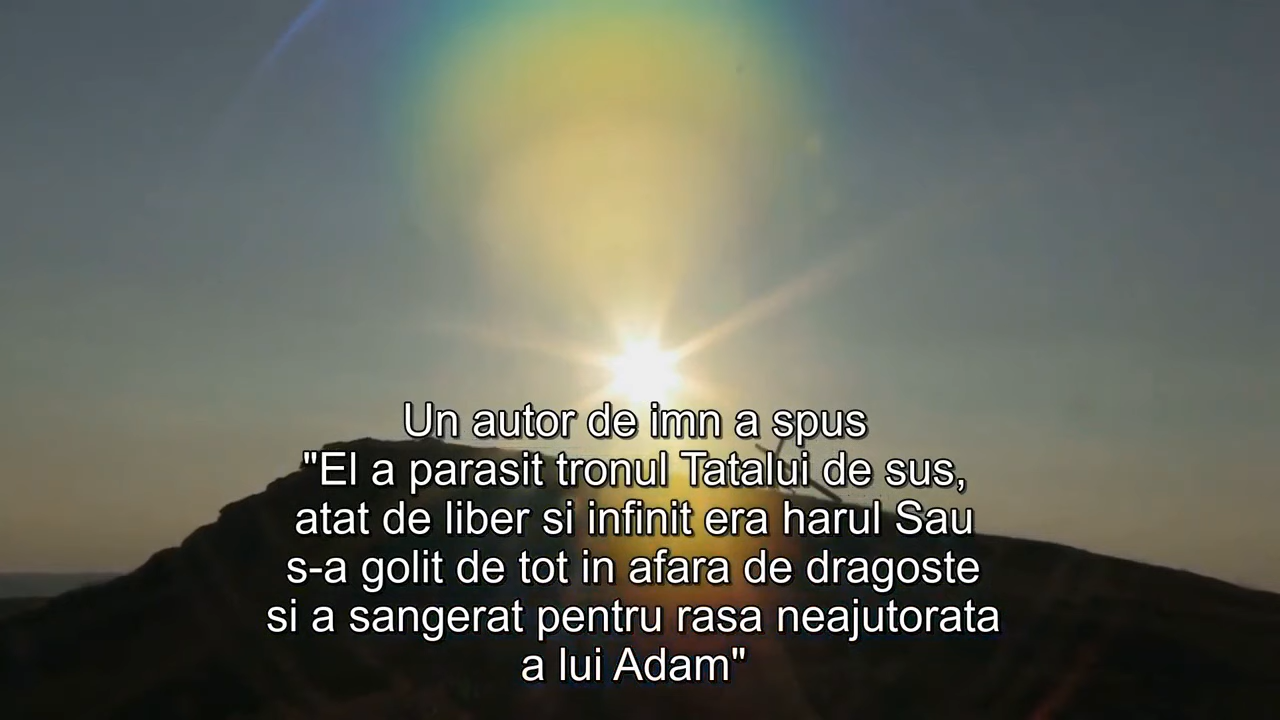 Un autor de imn a spus
"El a parasit tronul Tatalui de sus,
atat de liber si infinit era harul Sau
s-a golit de tot in afara de dragoste
si a sangerat pentru rasa neajutorata
a lui Adam"